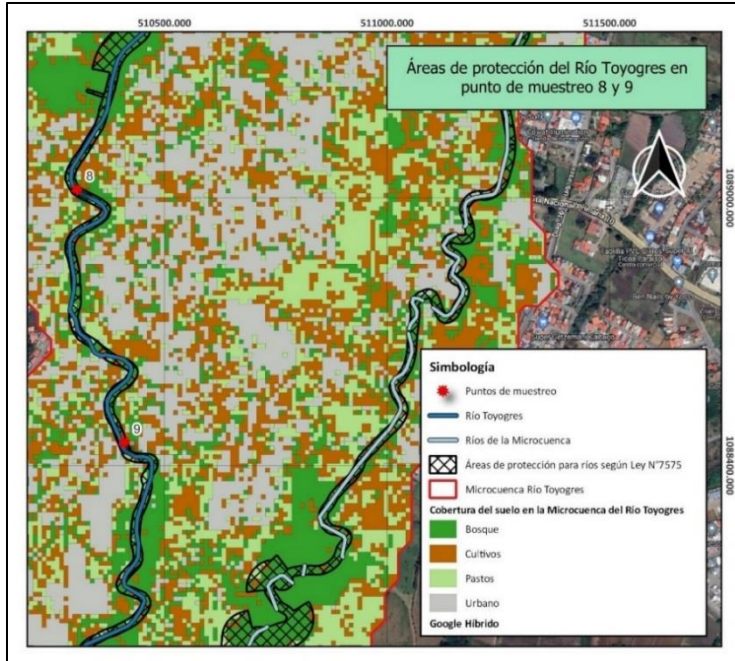 510500.000 511000.000 511500.000
Áreas de protección del Río Toyogres en
punto de muestreo 8 y 9
8
1089000.000
9
1088400.000
Simbología
Puntos de muestreo
Río Toyogres
Ríos de la Microcuenca
Áreas de protección para ríos según Ley N°7575
Microcuenca Río Toyogres
Cobertura del suelo en la Microcuenca del Río Toyogres
Bosque
Cultivos
Pastos
Urbano
Google Híbrido